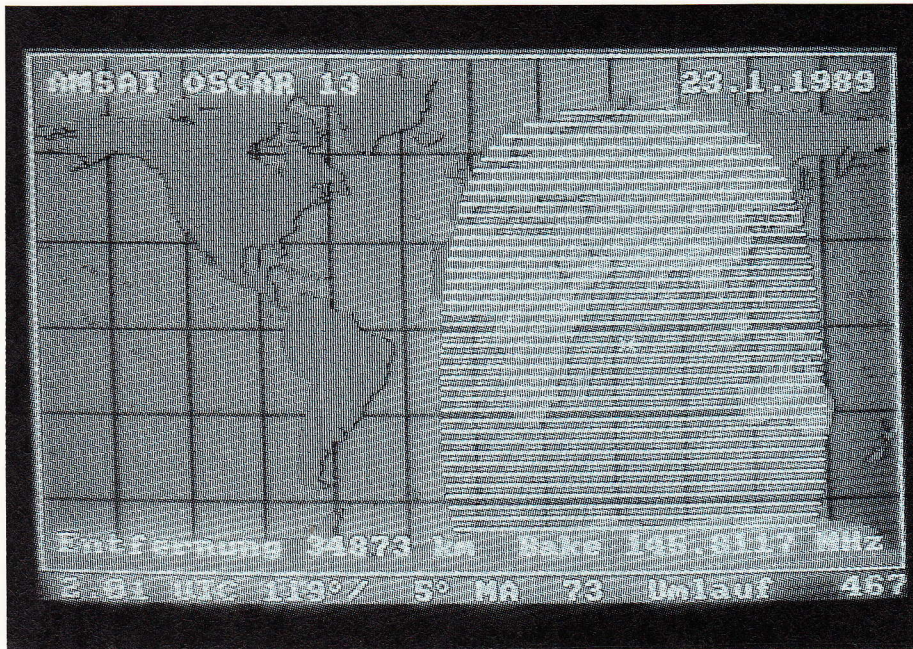 AMSAT OSCAR 13 23.1.1989
Entfernung 34873 km Bake 145.8117 MHz
2:01 UTC 119°/ 5° MA 73 Umlauf 467